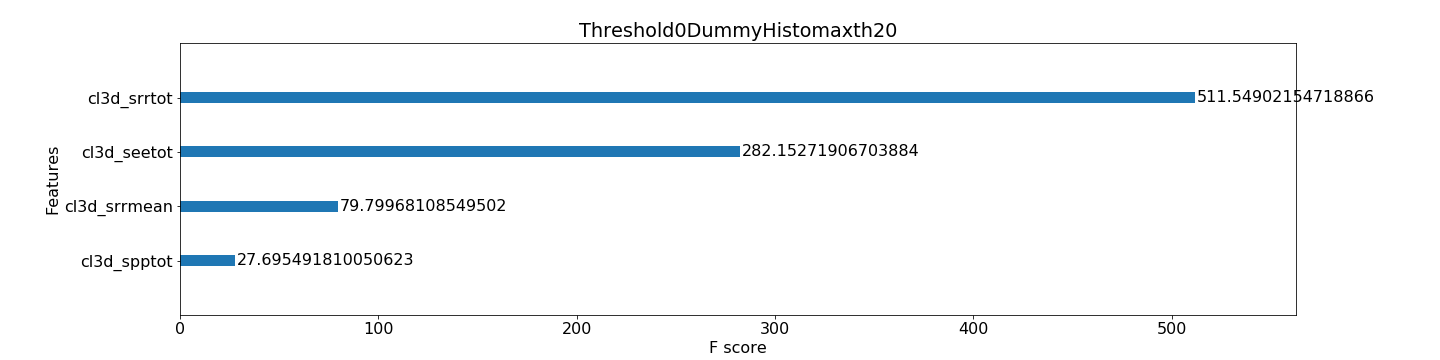 Threshold0DummyHistomaxth20
Features
cl3d_srrtot 511.54902154718866
cl3d_seetot 282.15271906703884
cl3d_srrmean 79.79968108549502
cl3d_spptot 27.695491810050623
0 100 200 300 400 500
F score